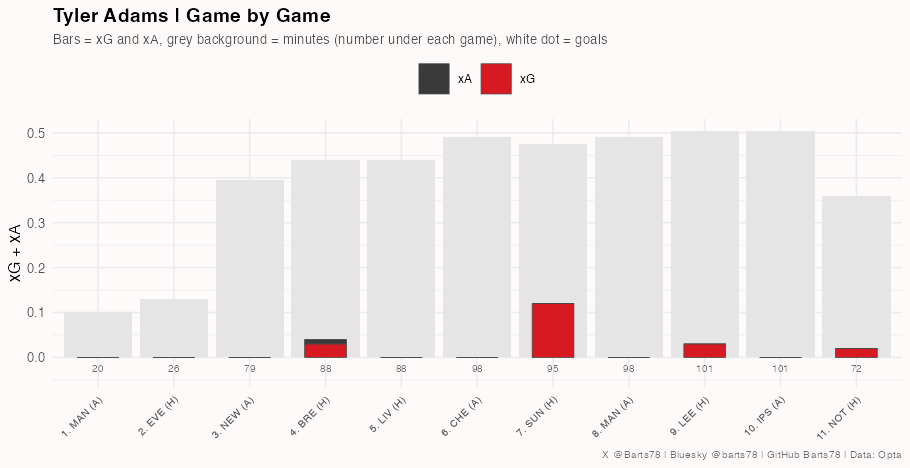 Tyler Adams | Game by Game
Bars = xG and xA, grey background = minutes (number under each game), white dot = goals
xA xG
xG + xA
0.5
0.4
0.3
0.2
0.1
0.0
20 26 79 88 88 98 95 98 101 101 72
1. MAN (A)
2. EVE (H)
3. NEW (A)
4. BRE (H)
5. LIV (H)
6. CHE (A)
7. SUN (H)
8. MAN (A)
9. LEE (H)
10. IPS (A)
11. NOT (H)
X @Barts78 | Bluesky @barts78 | GitHub Barts78 | Data: Opta